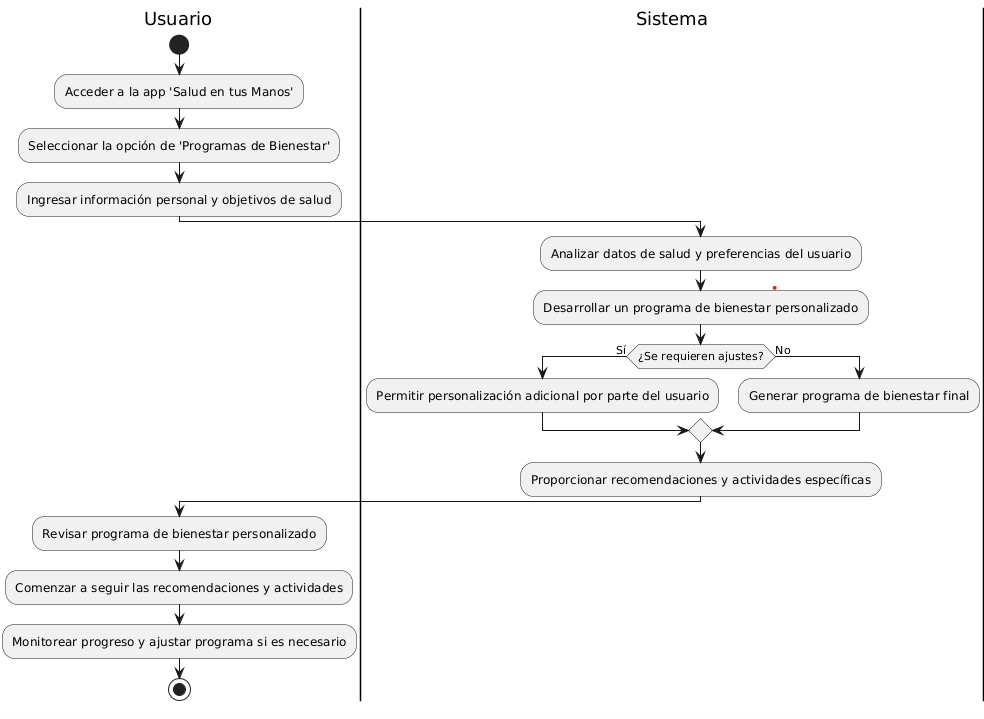 Usuario
Sistema
Acceder a la app 'Salud en tus Manos'
Seleccionar la opción de 'Programas de Bienestar'
Ingresar información personal y objetivos de salud
Analizar datos de salud y preferencias del usuario
Desarrollar un programa de bienestar personalizado
¿Se requieren ajustes?
Sí
No
Permitir personalización adicional por parte del usuario
Generar programa de bienestar final
Proporcionar recomendaciones y actividades específicas
Revisar programa de bienestar personalizado
Comenzar a seguir las recomendaciones y actividades
Monitorear progreso y ajustar programa si es necesario